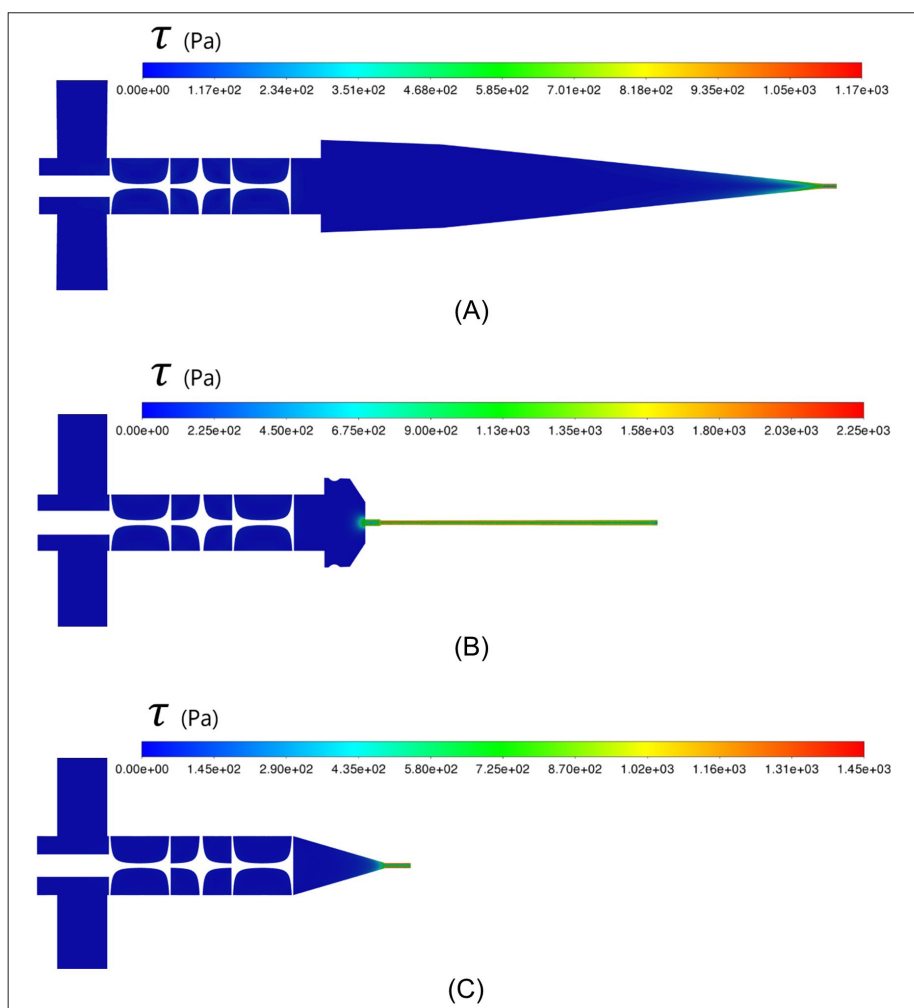 τ (Pa)
0.00e+00 1.17e+02 2.34e+02 3.51e+02 4.68e+02 5.85e+02 7.01e+02 8.18e+02 9.35e+02 1.05e+03 1.17e+03
(A)
τ (Pa)
0.00e+00 2.25e+02 4.50e+02 6.75e+02 9.00e+02 1.13e+03 1.35e+03 1.58e+03 1.80e+03 2.03e+03 2.25e+03
(B)
τ (Pa)
0.00e+00 1.45e+02 2.90e+02 4.35e+02 5.80e+02 7.25e+02 8.70e+02 1.02e+03 1.16e+03 1.31e+03 1.45e+03
(C)